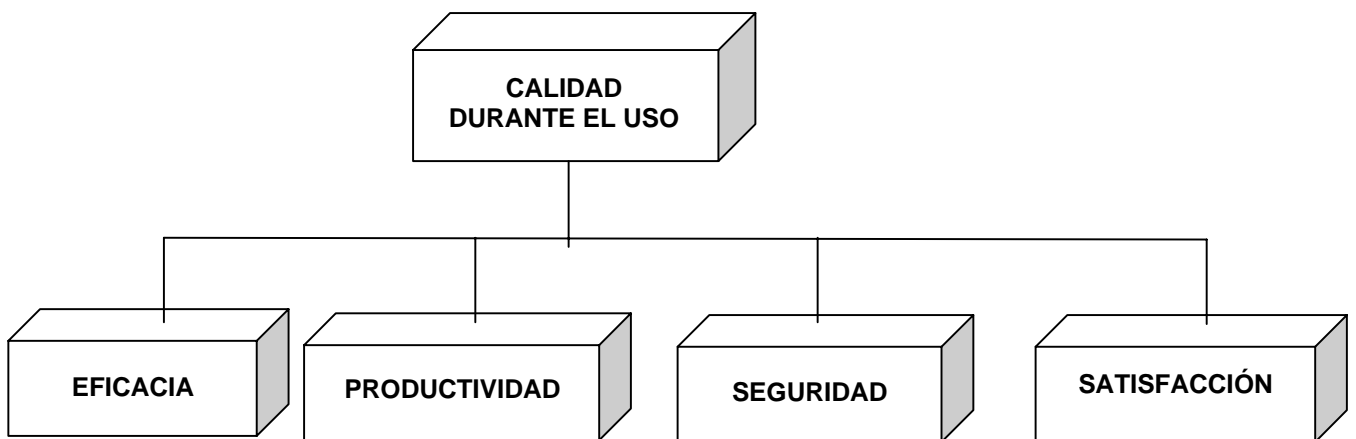 CALIDAD
DURANTE EL USO
EFICACIA
PRODUCTIVIDAD
SEGURIDAD
SATISFACCIÓN